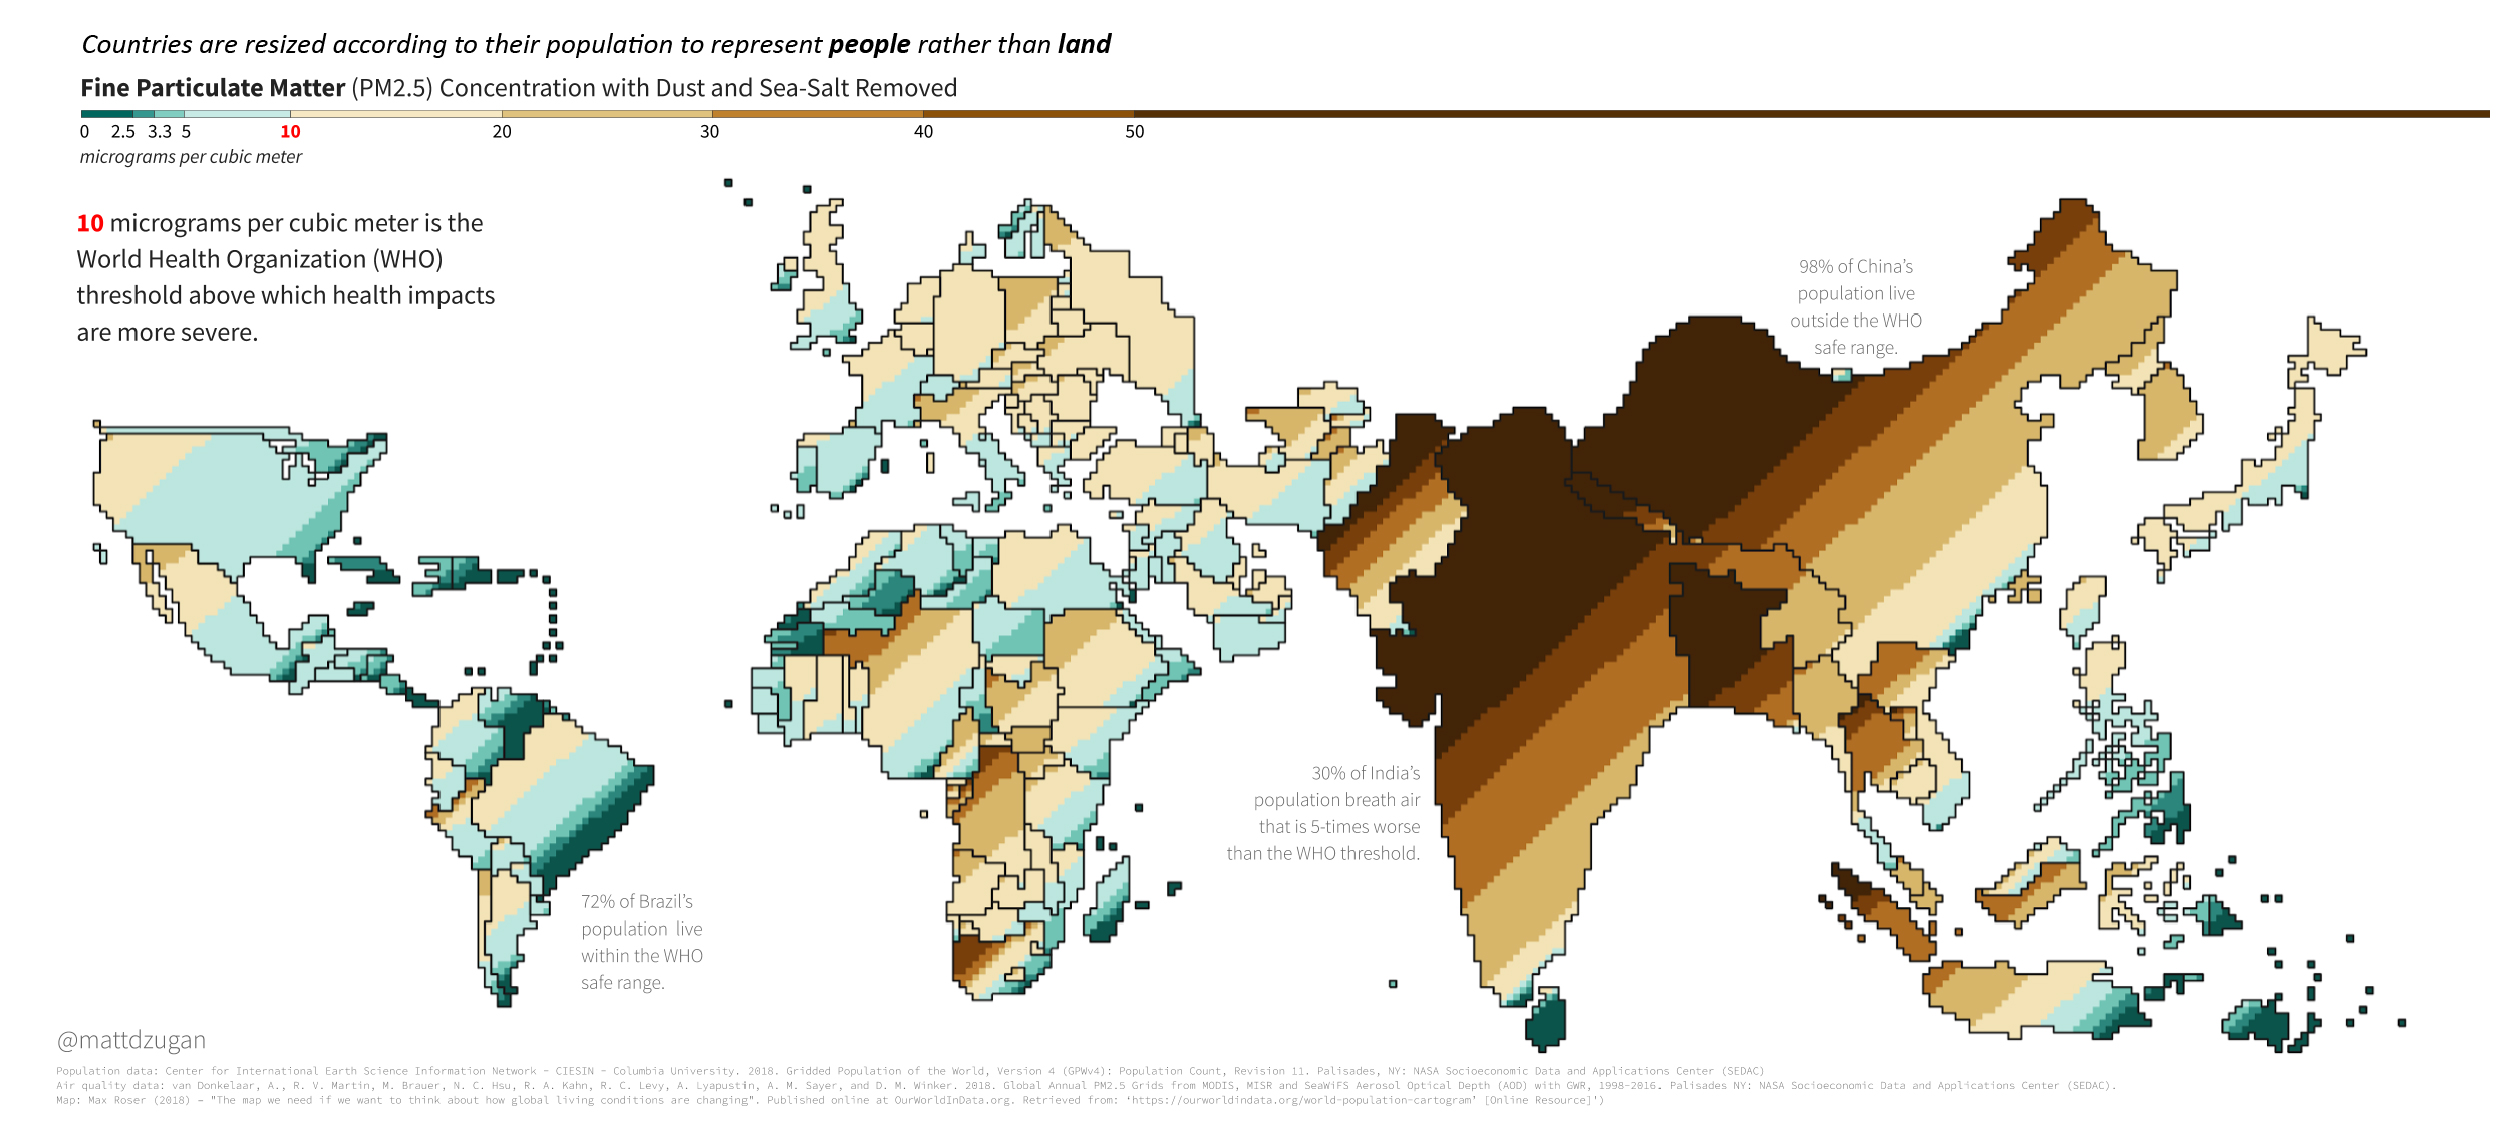 Countries are resized according to their population to represent people rather than land
Fine Particulate Matter (PM2.5) Concentration with Dust and Sea-Salt Removed
0 2.5 3.3 5 10 20 30 40 50
micrograms per cubic meter
10 micrograms per cubic meter is the
World Health Organization (WHO)
threshold above which health impacts
are more severe.
98% of China's
population live
outside the WHO
safe range.
30% of India's
population breath air
that is 5-times worse
than the WHO threshold.
72% of Brazil's
population live
within the WHO
safe range.
@mattdzugan
Population data: Center for International Earth Science Information Network - CIESIN - Columbia University. 2018. Gridded Population of the World, Version 4 (GPWv4): Population Count, Revision 11. Palisades, NY: NASA Socioeconomic Data and Applications Center (SEDAC)
Air quality data: van Donkelaar, A., R. V. Martin, M. Brauer, N. C. Hsu, R. A. Kahn, R. C. Levy, A. Lyapustin, A. M. Sayer, and D. M. Winker. 2018. Global Annual PM2.5 Grids from MODIS, MISR and SeaWiFS Aerosol Optical Depth (AOD) with GWR, 1998-2016. Palisades NY: NASA Socioeconomic Data and Applications Center (SEDAC).
Map: Max Roser (2018) – "The map we need if we want to think about how global living conditions are changing". Published online at OurWorldInData.org. Retrieved from: ‘https://ourworldindata.org/world-population-cartogram’ [Online Resource]')